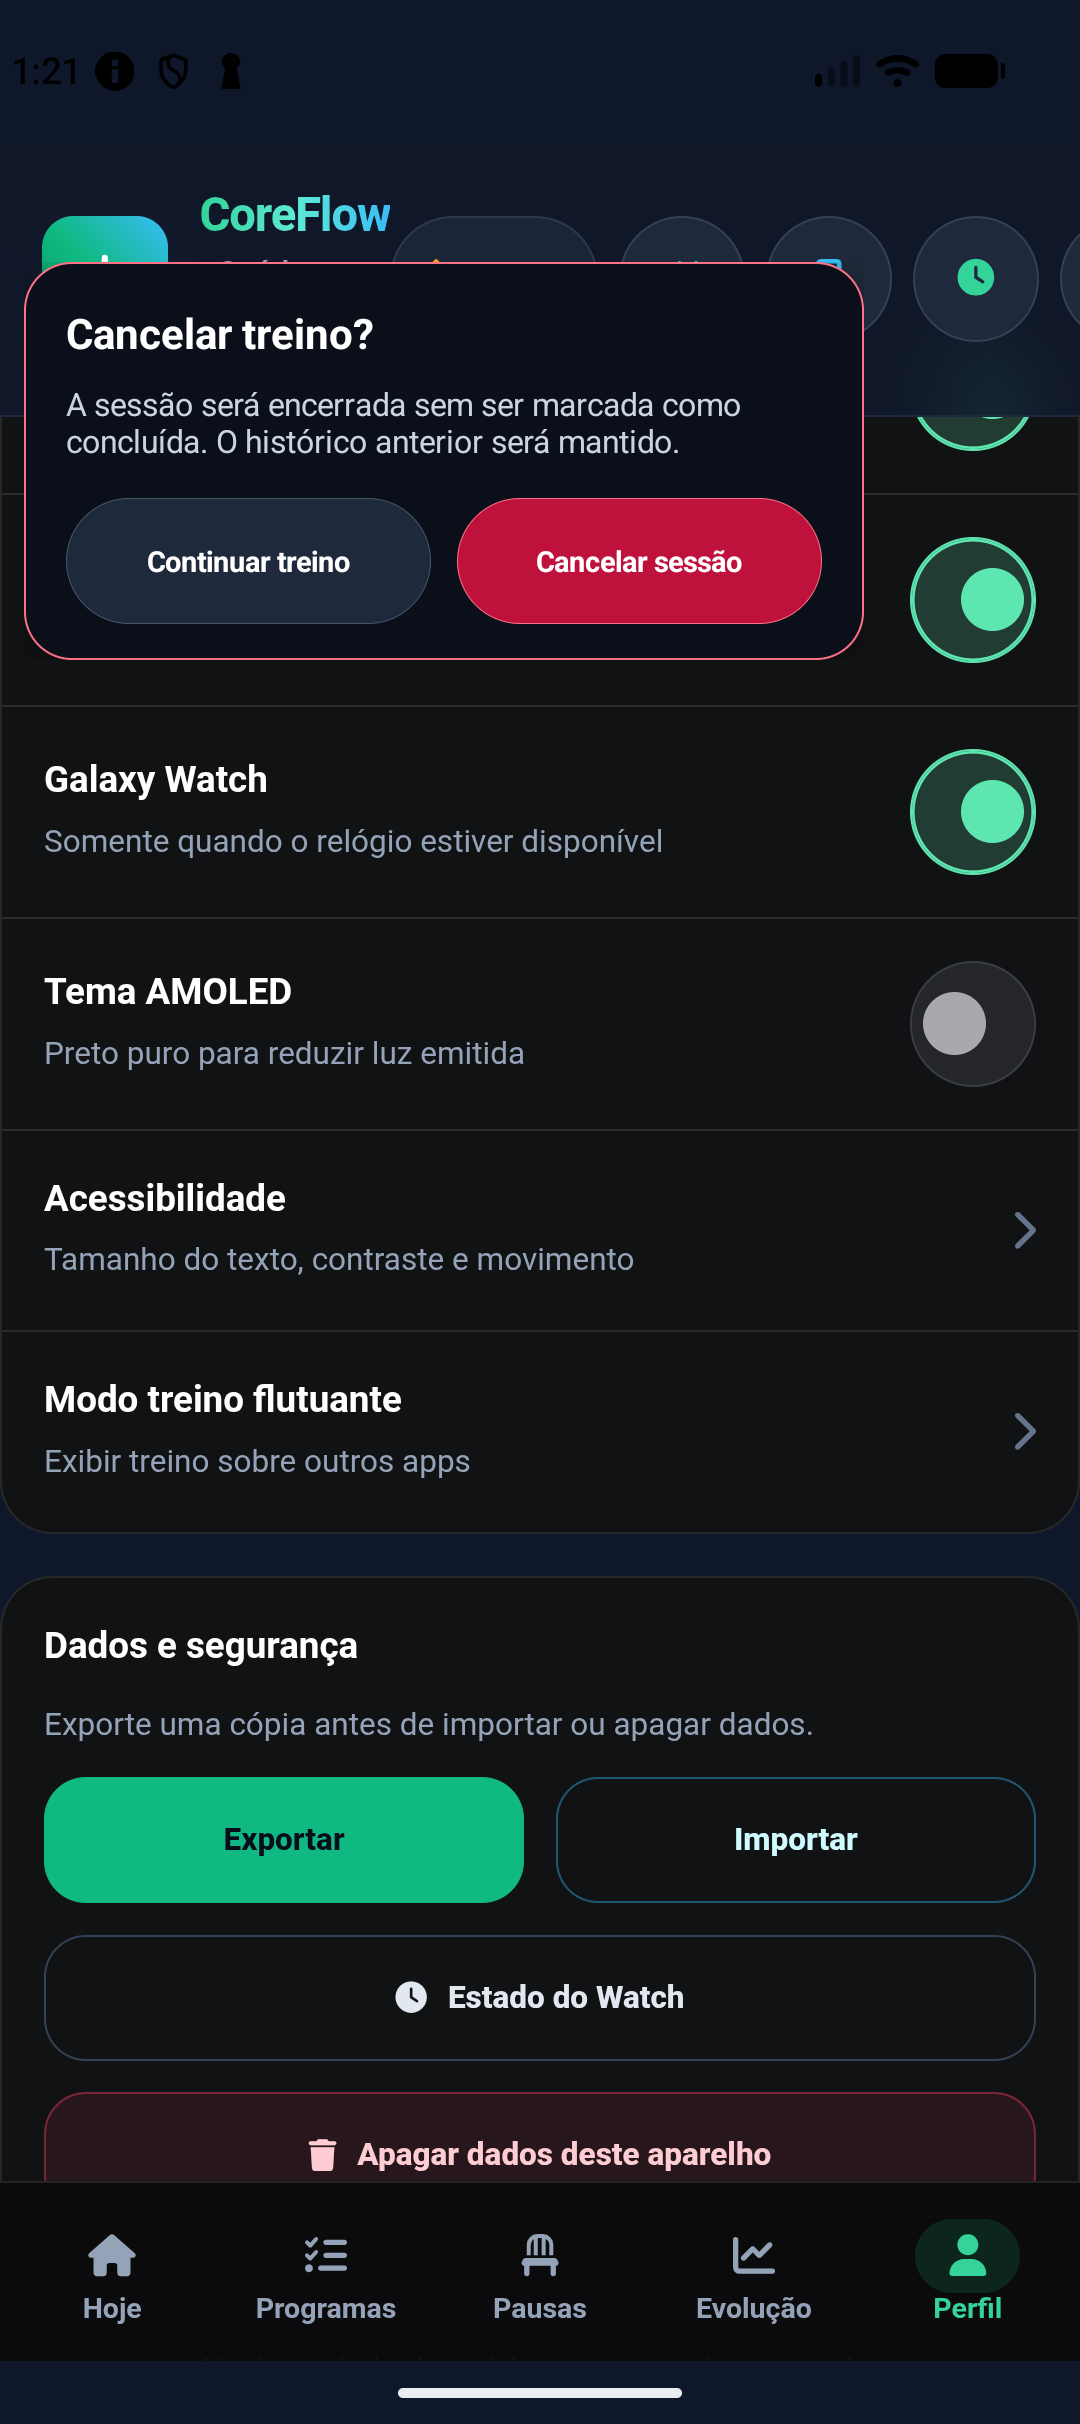 1:21
CoreFlow
Cancelar treino?
A sessão será encerrada sem ser marcada como
concluída. O histórico anterior será mantido.
Continuar treino
Cancelar sessão
Galaxy Watch
Somente quando o relógio estiver disponível
Tema AMOLED
Preto puro para reduzir luz emitida
Acessibilidade
Tamanho do texto, contraste e movimento
Modo treino flutuante
Exibir treino sobre outros apps
Dados e segurança
Exporte uma cópia antes de importar ou apagar dados.
Exportar
Importar
Estado do Watch
Apagar dados deste aparelho
Hoje
Programas
Pausas
Evolução
Perfil